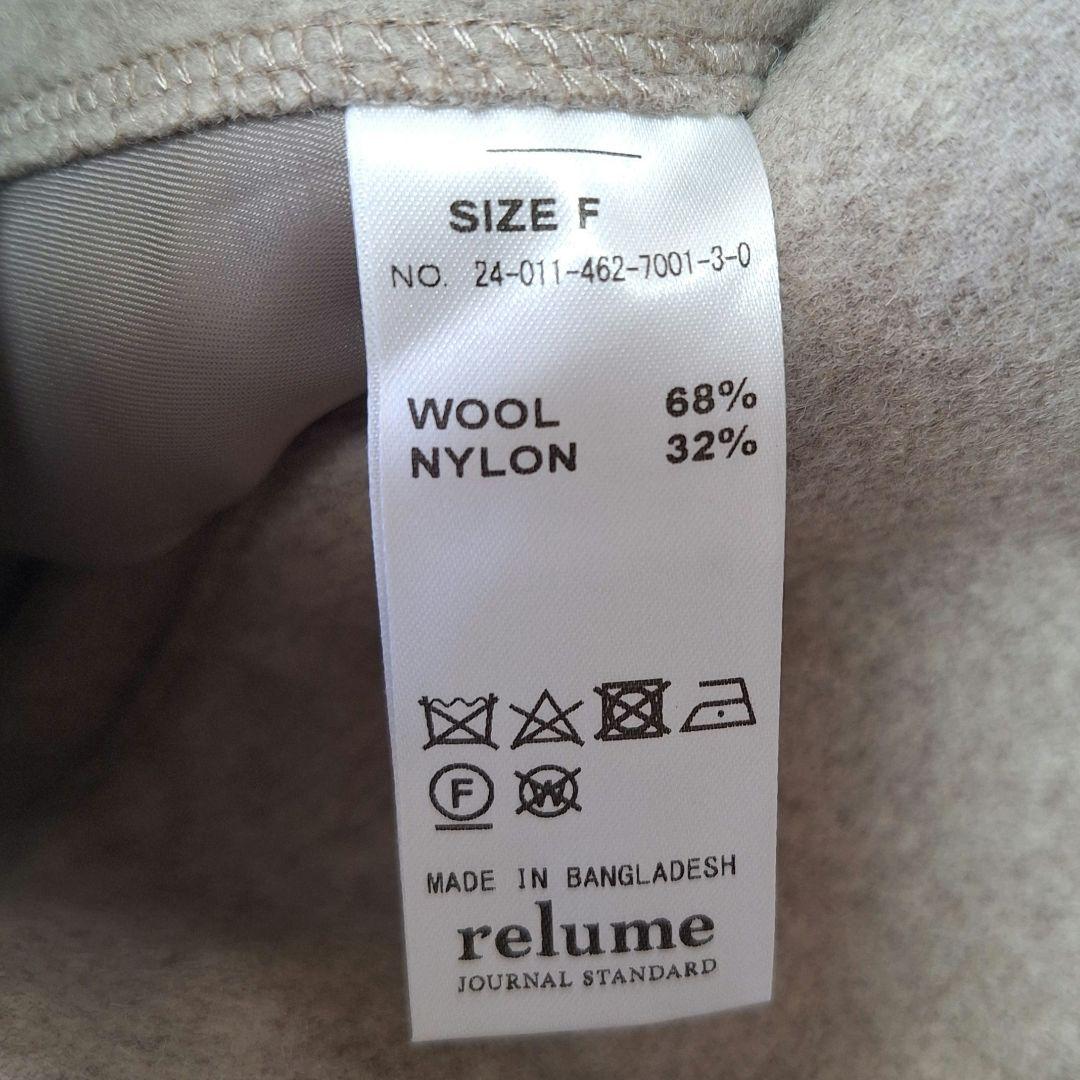 SIZE F
NO. 24-011-462-7001-3-0
WOOL 68%
NYLON 32%
F W
MADE IN BANGLADESH
relume
JOURNAL STANDARD